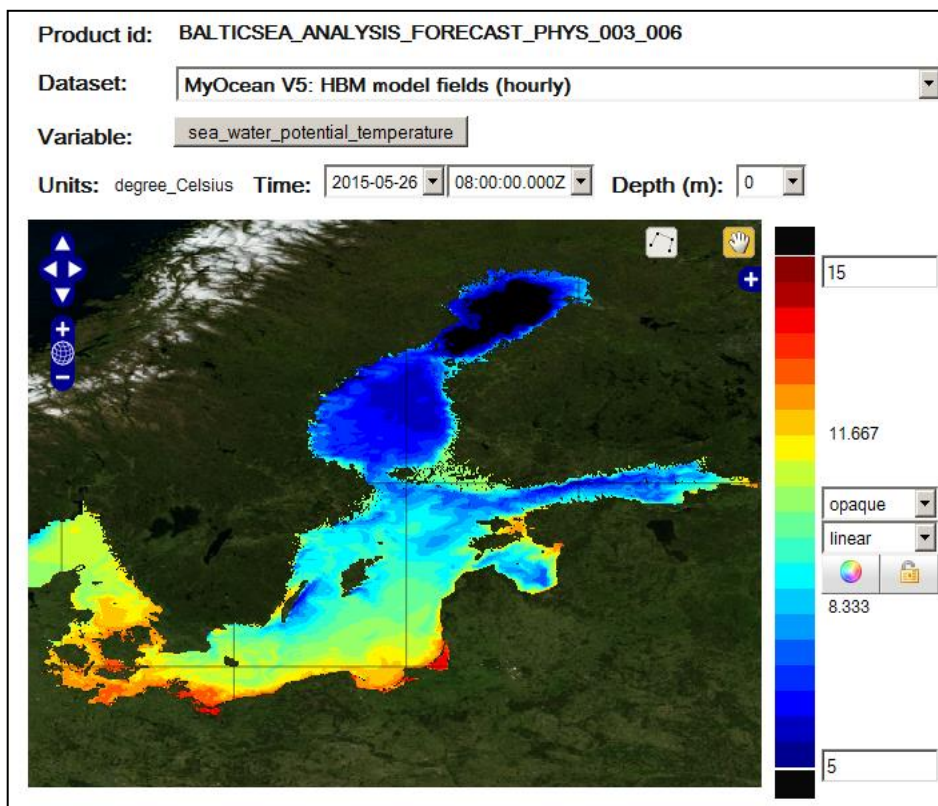 Product id: BALTICSEA_ANALYSIS_FORECAST_PHYS_003_006
Dataset: MyOcean V5: HBM model fields (hourly)
Variable: sea_water_potential_temperature
Units: degree_Celsius Time: 2015-05-26 08:00:00.000Z Depth (m): 0
15
11.667
opaque
linear
8.333
5